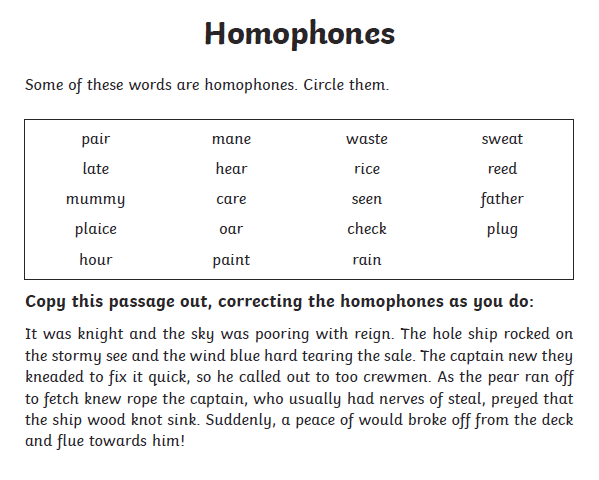 Homophones
Some of these words are homophones. Circle them.
pair mane waste sweat
late hear rice reed
mummy care seen father
plaice oar check plug
hour paint rain
Copy this passage out, correcting the homophones as you do:
It was knight and the sky was pooring with reign. The hole ship rocked on
the stormy see and the wind blue hard tearing the sale. The captain new they
kneaded to fix it quick, so he called out to too crewmen. As the pear ran off
to fetch knew rope the captain, who usually had nerves of steal, preyed that
the ship wood knot sink. Suddenly, a peace of would broke off from the deck
and flue towards him!